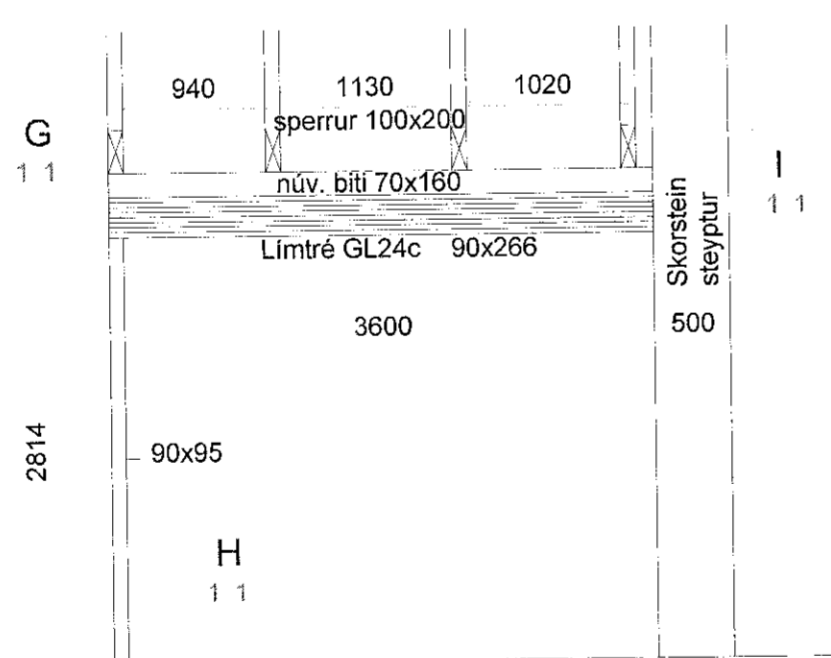 940 1130 1020
sperrur 100x200
G
1 1
I
1 1
núv. biti 70x160
Límtré GL24c 90x266
Skorstein
steyptur
3600
500
2814
90x95
H
1 1